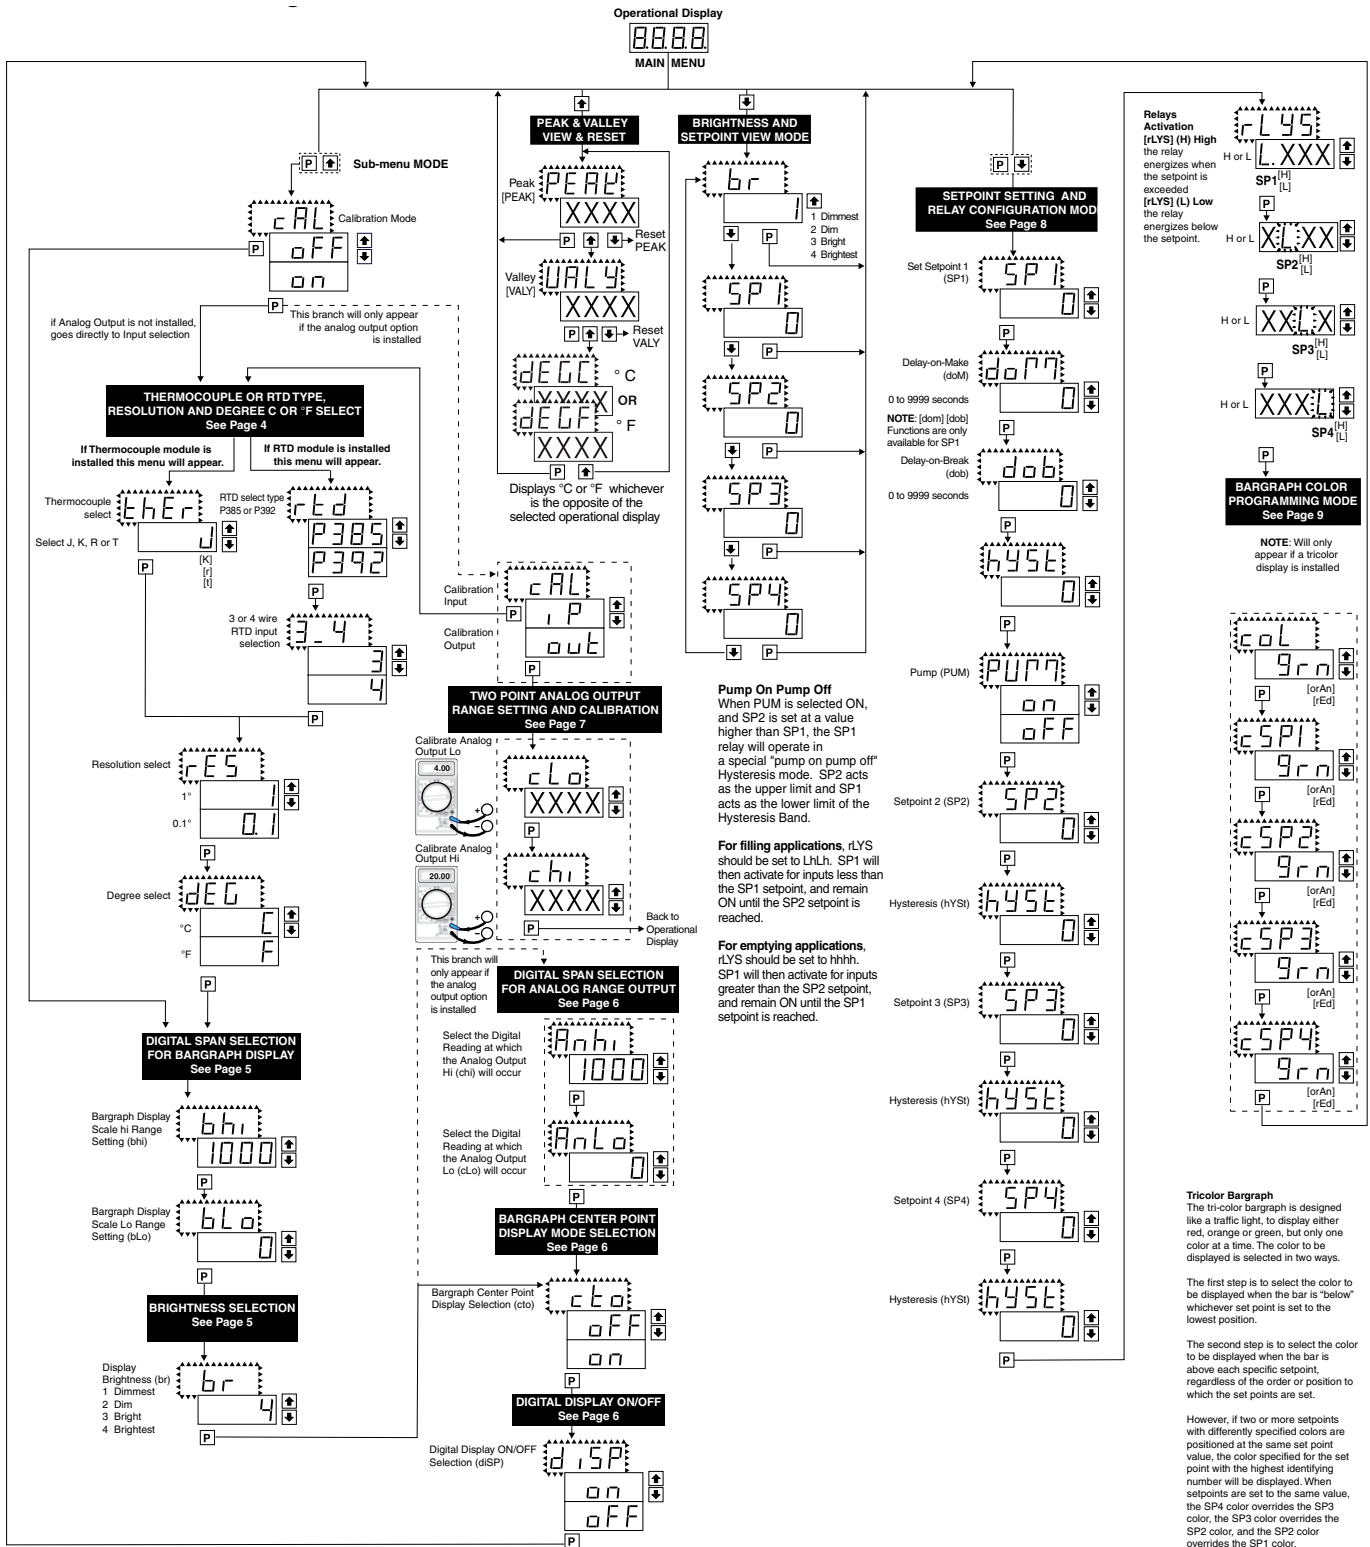 Operational Display
8.8.8.8.
MAIN MENU
P
Sub-menu MODE
cAL
Calibration Mode
oFF
on
P
P
if Analog Output is not installed,
goes directly to Input selection
This branch will only appear
if the analog output option
is installed
THERMOCOUPLE OR RTD TYPE,
RESOLUTION AND DEGREE C OR °F SELECT
See Page 4
If Thermocouple module is
installed this menu will appear.
If RTD module is installed
this menu will appear.
Thermocouple
select
thEr
J
Select J, K, R or T
[K]
[r]
[t]
P
RTD select type
P385 or P392
rtd
P385
P392
P
3 or 4 wire
RTD input
selection
3_4
3
4
P
Resolution select
rES
1°
1
0.1°
0.1
P
Degree select
dEG
°C
C
°F
F
P
DIGITAL SPAN SELECTION
FOR BARGRAPH DISPLAY
See Page 5
Bargraph Display
Scale hi Range
Setting (bhi)
bhi
1000
P
Bargraph Display
Scale Lo Range
Setting (bLo)
bLo
0
P
BRIGHTNESS SELECTION
See Page 5
Display
Brightness (br)
1 Dimmest
2 Dim
3 Bright
4 Brightest
br
4
P
PEAK & VALLEY
VIEW & RESET
Peak
[PEAK]
PEAK
XXXX
P
Reset
PEAK
Valley
[VALY]
VALY
XXXX
P
Reset
VALY
dEGC
° C
XXXX
OR
dEGF
° F
XXXX
P
Displays °C or °F whichever
is the opposite of the
selected operational display
Calibration
Input
cAL
P
iP
Calibration
Output
out
P
TWO POINT ANALOG OUTPUT
RANGE SETTING AND CALIBRATION
See Page 7
Calibrate Analog
Output Lo
4.00
+
−
cLo
XXXX
P
Calibrate Analog
Output Hi
20.00
+
−
chi
XXXX
P
Back to
Operational
Display
This branch will
only appear if
the analog
output option
is installed
DIGITAL SPAN SELECTION
FOR ANALOG RANGE OUTPUT
See Page 6
Select the Digital
Reading at which
the Analog Output
Hi (chi) will occur
Anhi
1000
P
Select the Digital
Reading at which
the Analog Output
Lo (cLo) will occur
AnLo
0
P
BARGRAPH CENTER POINT
DISPLAY MODE SELECTION
See Page 6
Bargraph Center Point
Display Selection (cto)
cto
oFF
on
P
DIGITAL DISPLAY ON/OFF
See Page 6
Digital Display ON/OFF
Selection (diSP)
diSP
on
oFF
P
BRIGHTNESS AND
SETPOINT VIEW MODE
br
1
1 Dimmest
2 Dim
3 Bright
4 Brightest
P
SP1
0
P
SP2
0
P
SP3
0
P
SP4
0
P
Pump On Pump Off
When PUM is selected ON,
and SP2 is set at a value
higher than SP1, the SP1
relay will operate in
a special "pump on pump off"
Hysteresis mode. SP2 acts
as the upper limit and SP1
acts as the lower limit of the
Hysteresis Band.
For filling applications, rLYS
should be set to LhLh. SP1 will
then activate for inputs less than
the SP1 setpoint, and remain
ON until the SP2 setpoint is
reached.
For emptying applications,
rLYS should be set to hhhh.
SP1 will then activate for inputs
greater than the SP2 setpoint,
and remain ON until the SP1
setpoint is reached.
P
SETPOINT SETTING AND
RELAY CONFIGURATION MOD
See Page 8
Set Setpoint 1
(SP1)
SP1
0
P
Delay-on-Make
(doM)
doM
0
0 to 9999 seconds
P
NOTE: [dom] [dob]
Functions are only
available for SP1
Delay-on-Break
(dob)
dob
0
0 to 9999 seconds
P
hYSt
0
P
Pump (PUM)
PUM
on
oFF
P
Setpoint 2 (SP2)
SP2
0
P
Hysteresis (hYSt)
hYSt
0
P
Setpoint 3 (SP3)
SP3
0
P
Hysteresis (hYSt)
hYSt
0
P
Setpoint 4 (SP4)
SP4
0
P
Hysteresis (hYSt)
hYSt
0
P
Relays
Activation
[rLYS] (H) High
the relay
energizes when
the setpoint is
exceeded
[rLYS] (L) Low
the relay
energizes below
the setpoint.
rLYS
H or L
L.XXX
SP1 [H]
[L]
P
H or L
XLXX
SP2 [H]
[L]
P
H or L
XXLX
SP3 [H]
[L]
P
H or L
XXXL
SP4 [H]
[L]
P
BARGRAPH COLOR
PROGRAMMING MODE
See Page 9
NOTE: Will only
appear if a tricolor
display is installed
coL
grn
P
[orAn]
[rEd]
cSP1
grn
P
[orAn]
[rEd]
cSP2
grn
P
[orAn]
[rEd]
cSP3
grn
P
[orAn]
[rEd]
cSP4
grn
P
[orAn]
[rEd]
Tricolor Bargraph
The tri-color bargraph is designed
like a traffic light, to display either
red, orange or green, but only one
color at a time. The color to be
displayed is selected in two ways.
The first step is to select the color to
be displayed when the bar is "below"
whichever set point is set to the
lowest position.
The second step is to select the color
to be displayed when the bar is
above each specific setpoint,
regardless of the order or position to
which the set points are set.
However, if two or more setpoints
with differently specified colors are
positioned at the same set point
value, the color specified for the set
point with the highest identifying
number will be displayed. When
setpoints are set to the same value,
the SP4 color overrides the SP3
color, the SP3 color overrides the
SP2 color, and the SP2 color
overrides the SP1 color.